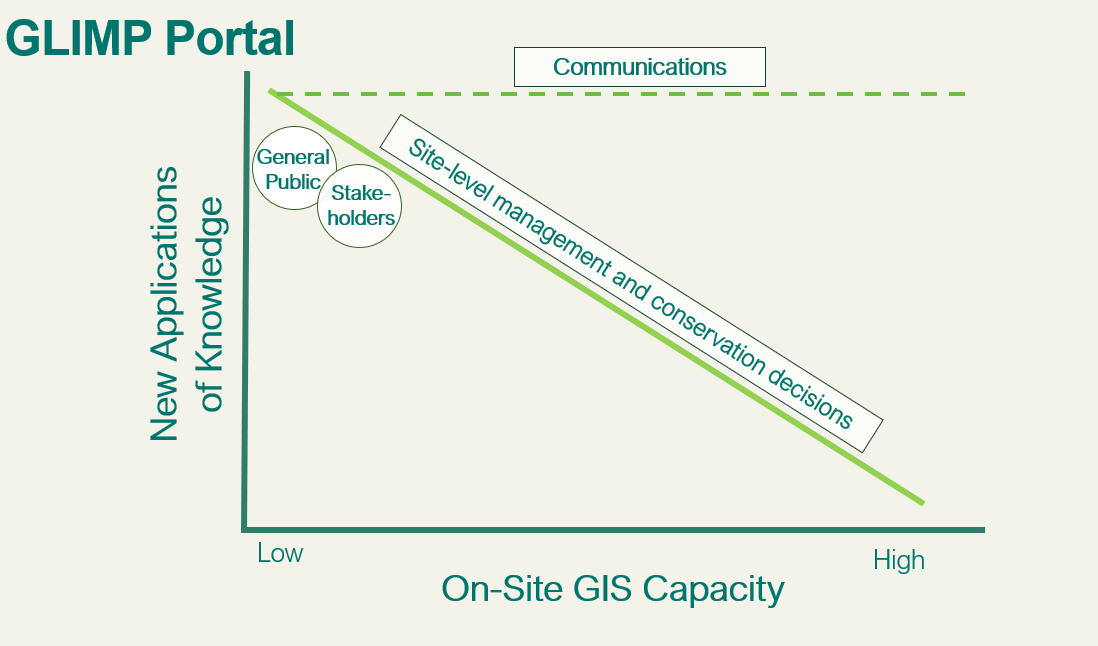 GLIMP Portal
Communications
Site-level management and conservation decisions
General
Public
Stake-
holders
New Applications
of Knowledge
Low
High
On-Site GIS Capacity